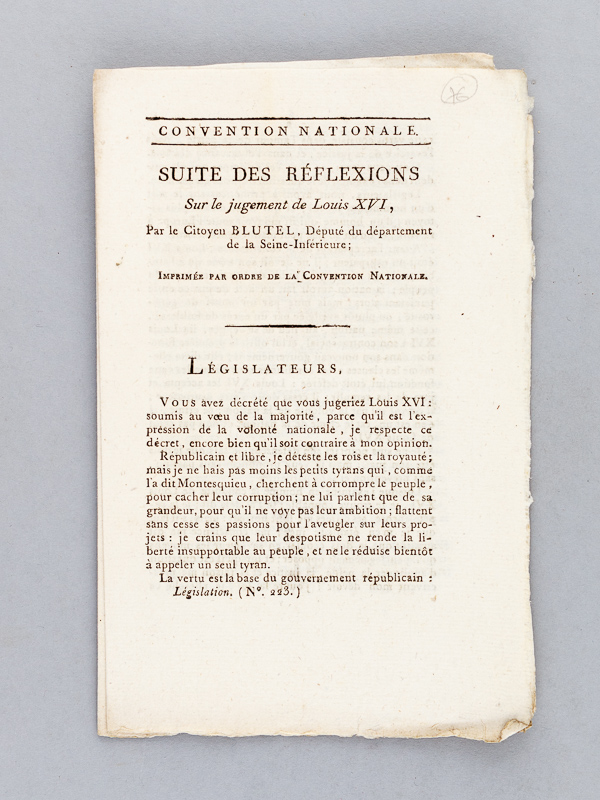 AG
CONVENTION NATIONALE.
SUITE DES RÉFLEXIONS
Sur le jugement de Louis XVI,
Par le Citoyen BLUTEL, Député du département
de la Seine-Inférieure;
IMPRIMÉE PAR ORDRE DE LA CONVENTION NATIONALE.
LÉGISLATEURS,
VOUS avez décrété que vous jugeriez Louis XVI :
soumis au vœu de la majorité, parce qu'il est l'ex-
pression de la volonté nationale, je respecte ce
décret, encore bien qu'il soit contraire à mon opinion.
Républicain et libre, je déteste les rois et la royauté;
mais je ne hais pas moins les petits tyrans qui, comme
l'a dit Montesquieu, cherchent à corrompre le peuple,
pour cacher leur corruption; ne lui parlent que de sa
grandeur, pour qu'il ne voye pas leur ambition; flattent
sans cesse ses passions pour l'aveugler sur leurs pro-
jets : je crains que leur despotisme ne rende la li-
berté insupportable au peuple, et ne le réduise bientôt
à appeler un seul tyran.
La vertu est la base du gouvernement républicain :
Législation. (N°. 223.)